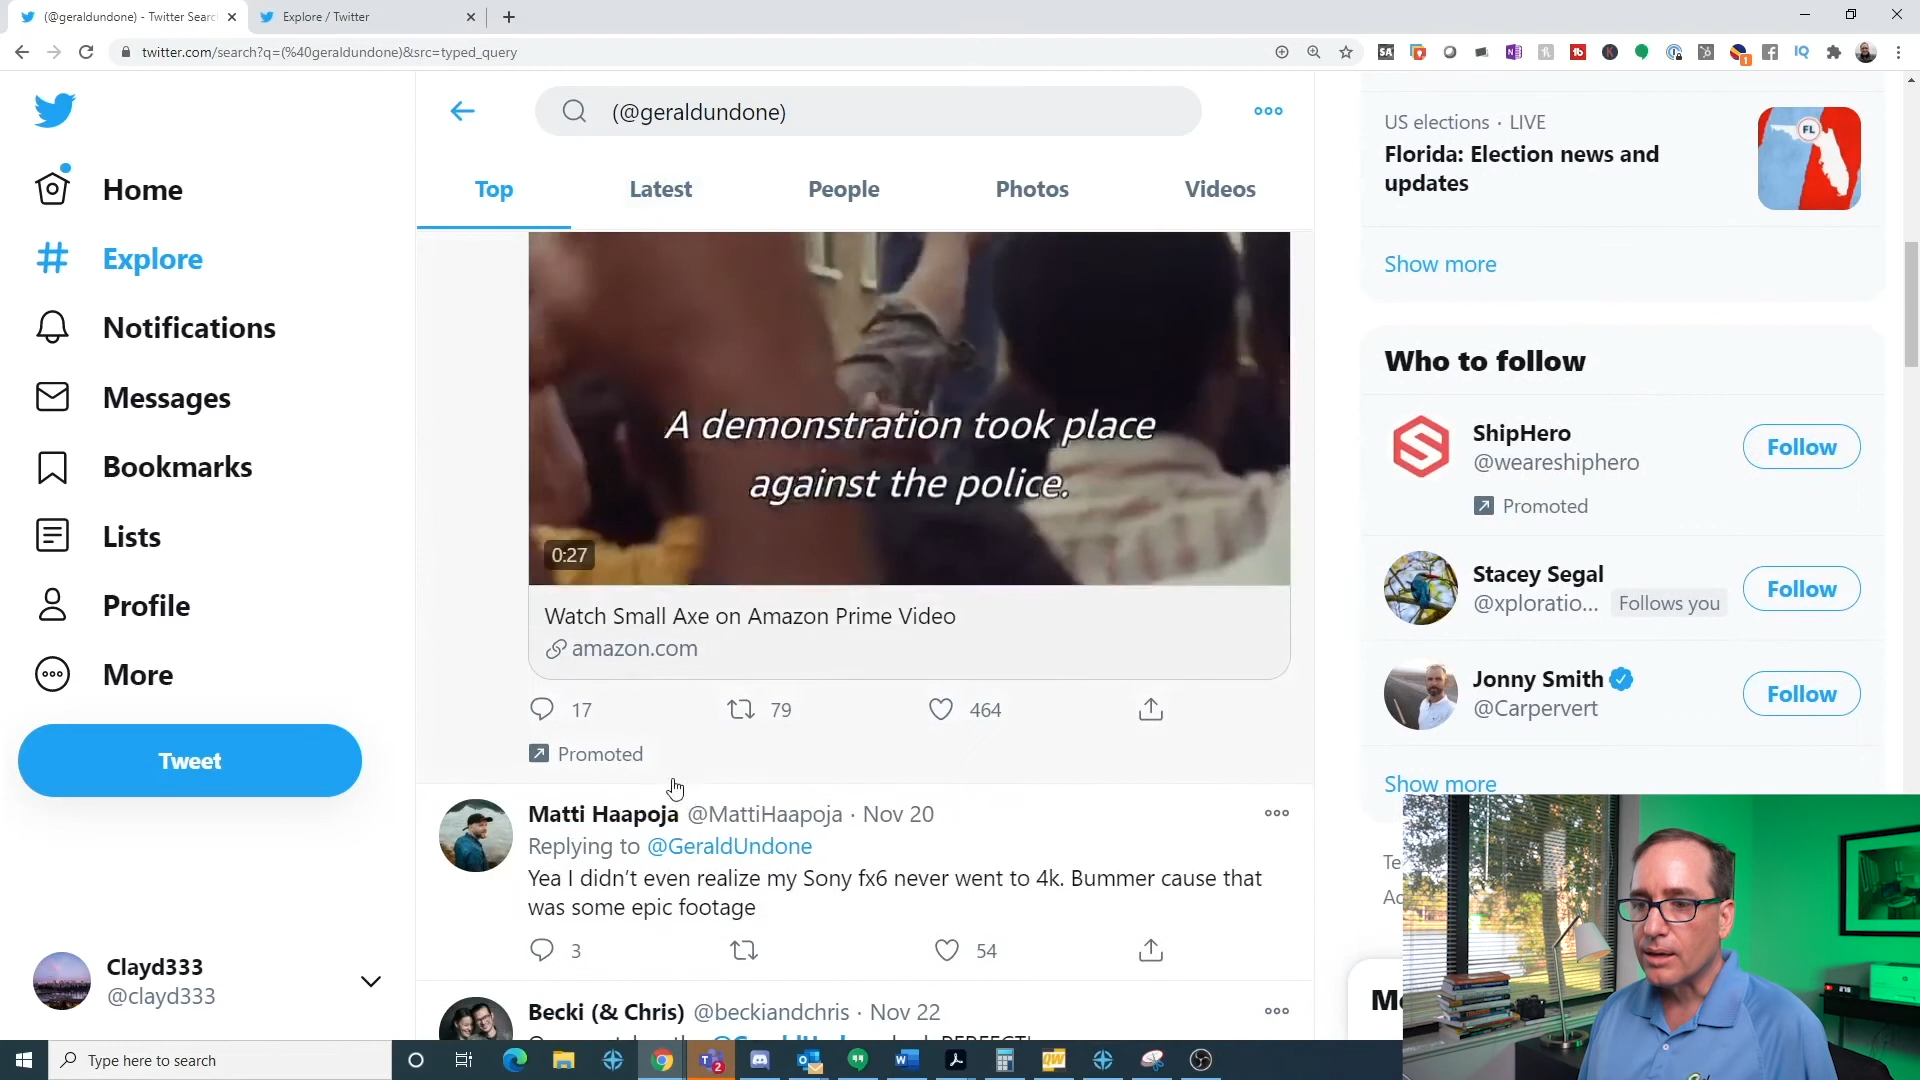 (@geraldundone) - Twitter Searc
Explore / Twitter
twitter.com/search?q=(%40geraldundone)&src=typed_query
(@geraldundone)
Top
Latest
People
Photos
Videos
Home
Explore
Notifications
Messages
Bookmarks
Lists
Profile
More
Tweet
Clayd333
@clayd333
A demonstration took place
against the police.
0:27
Watch Small Axe on Amazon Prime Video
amazon.com
17
79
464
Promoted
Matti Haapoja @MattiHaapoja · Nov 20
Replying to @GeraldUndone
Yea I didn't even realize my Sony fx6 never went to 4k. Bummer cause that
was some epic footage
3
54
Becki (& Chris) @beckiandchris · Nov 22
US elections · LIVE
Florida: Election news and
updates
FL
Show more
Who to follow
ShipHero
@weareshiphero
Follow
Promoted
Stacey Segal
@xploratio...
Follows you
Follow
Jonny Smith
@Carpervert
Follow
Show more
Type here to search